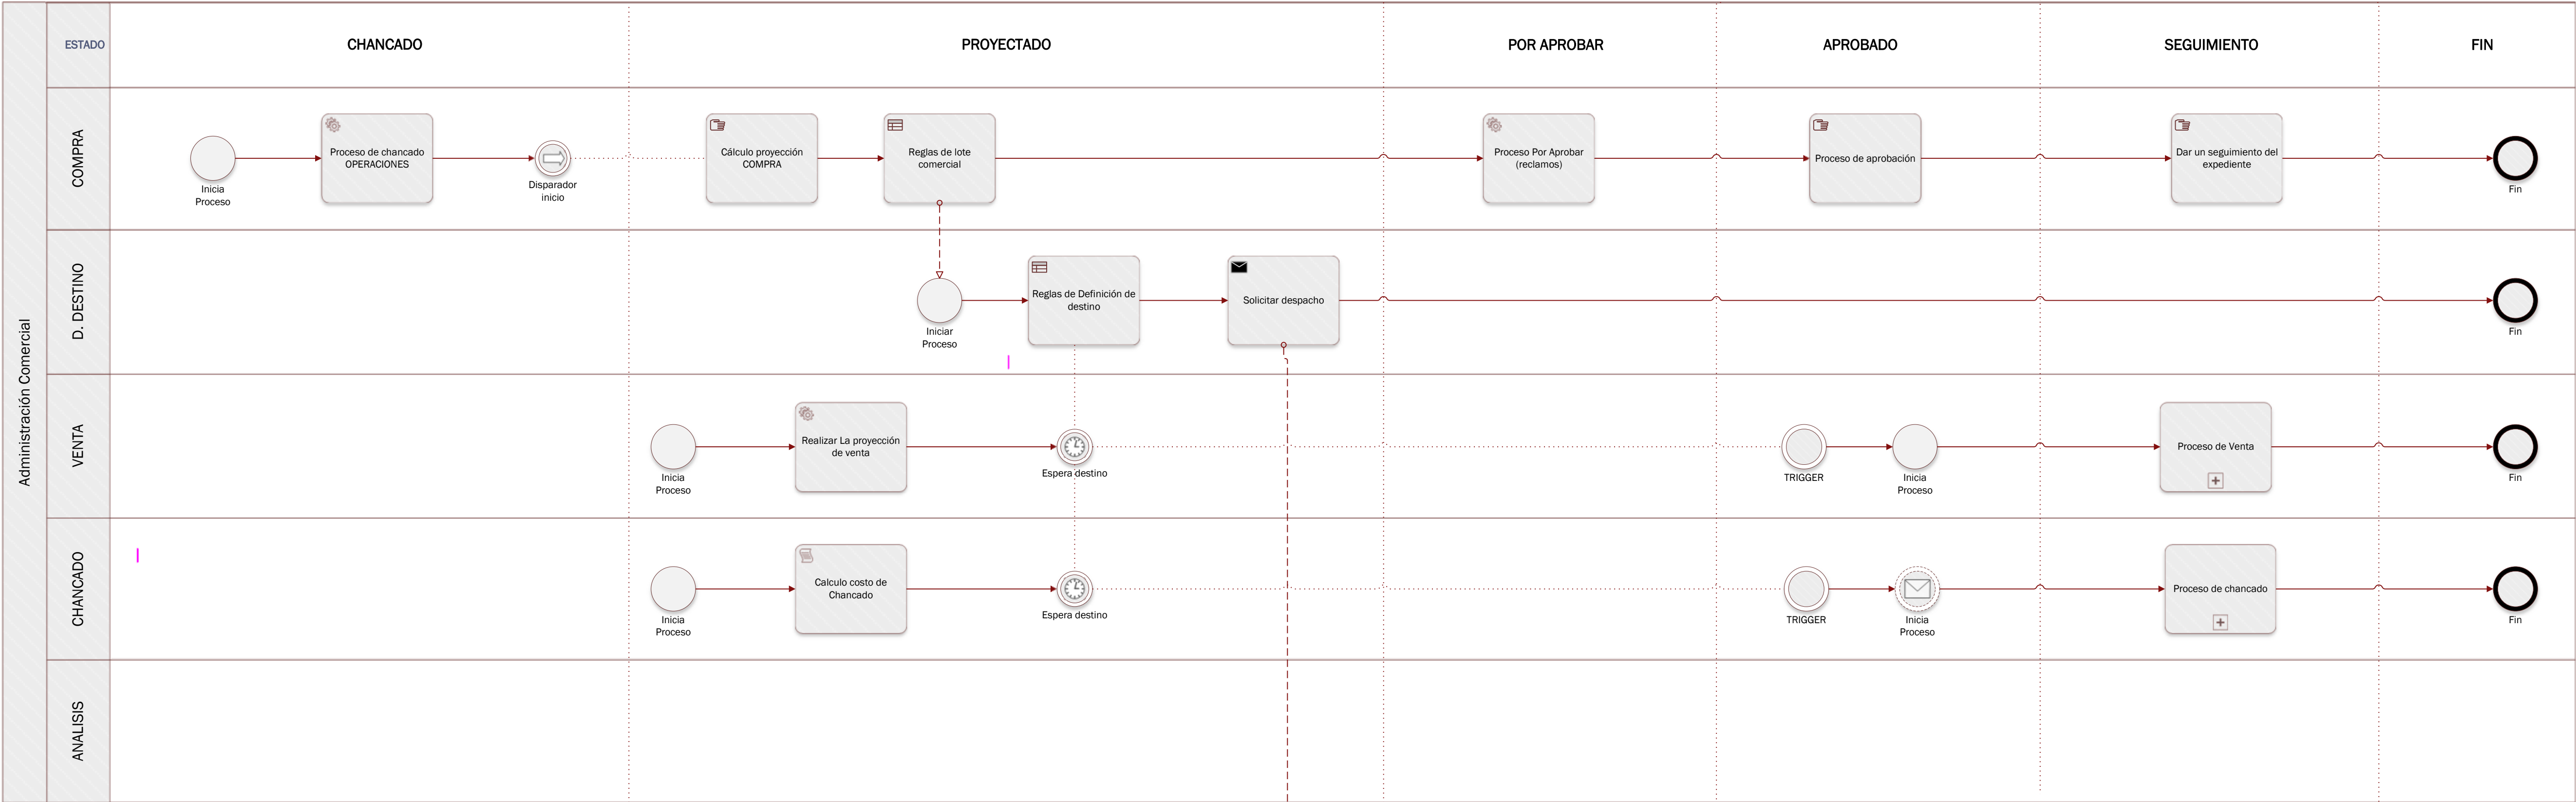 Administración Comercial
ESTADO
CHANCADO
PROYECTADO
POR APROBAR
APROBADO
SEGUIMIENTO
FIN
COMPRA
Inicia
Proceso
Proceso de chancado
OPERACIONES
Disparador
inicio
Cálculo proyección
COMPRA
Reglas de lote
comercial
Proceso Por Aprobar
(reclamos)
Proceso de aprobación
Dar un seguimiento del
expediente
Fin
D. DESTINO
Iniciar
Proceso
Reglas de Definición de
destino
Solicitar despacho
Fin
VENTA
Inicia
Proceso
Realizar La proyección
de venta
Espera destino
TRIGGER
Inicia
Proceso
Proceso de Venta
Fin
CHANCADO
Inicia
Proceso
Calculo costo de
Chancado
Espera destino
TRIGGER
Inicia
Proceso
Proceso de chancado
Fin
ANALISIS